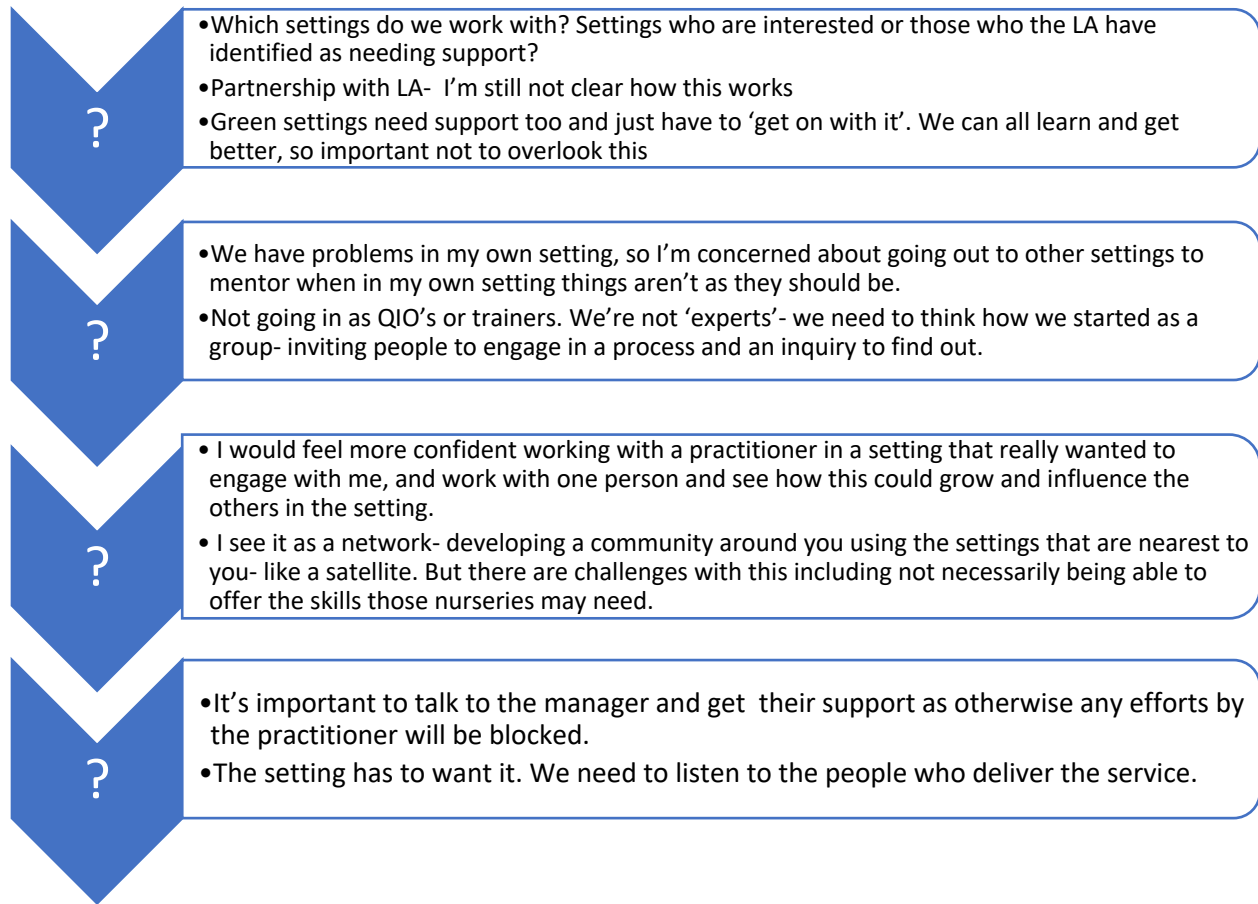 ?
•Which settings do we work with? Settings who are interested or those who the LA have
identified as needing support?
•Partnership with LA-  I’m still not clear how this works
•Green settings need support too and just have to ‘get on with it’. We can all learn and get
better, so important not to overlook this
?
•We have problems in my own setting, so I’m concerned about going out to other settings to
mentor when in my own setting things aren’t as they should be.
•Not going in as QIO’s or trainers. We’re not ‘experts’- we need to think how we started as a
group- inviting people to engage in a process and an inquiry to find out.
?
• I would feel more confident working with a practitioner in a setting that really wanted to
engage with me, and work with one person and see how this could grow and influence the
others in the setting.
• I see it as a network- developing a community around you using the settings that are nearest to
you- like a satellite. But there are challenges with this including not necessarily being able to
offer the skills those nurseries may need.
?
•It’s important to talk to the manager and get  their support as otherwise any efforts by
the practitioner will be blocked.
•The setting has to want it. We need to listen to the people who deliver the service.